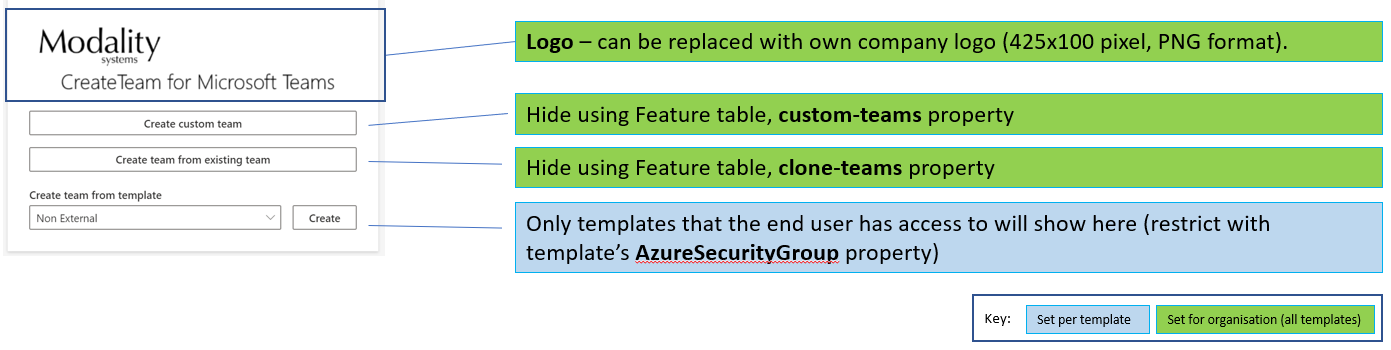 Modality
systems
CreateTeam for Microsoft Teams
Logo – can be replaced with own company logo (425x100 pixel, PNG format).
Create custom team
Hide using Feature table, custom-teams property
Create team from existing team
Hide using Feature table, clone-teams property
Create team from template
Non External
Create
Only templates that the end user has access to will show here (restrict with
template’s AzureSecurityGroup property)
Key:
Set per template
Set for organisation (all templates)